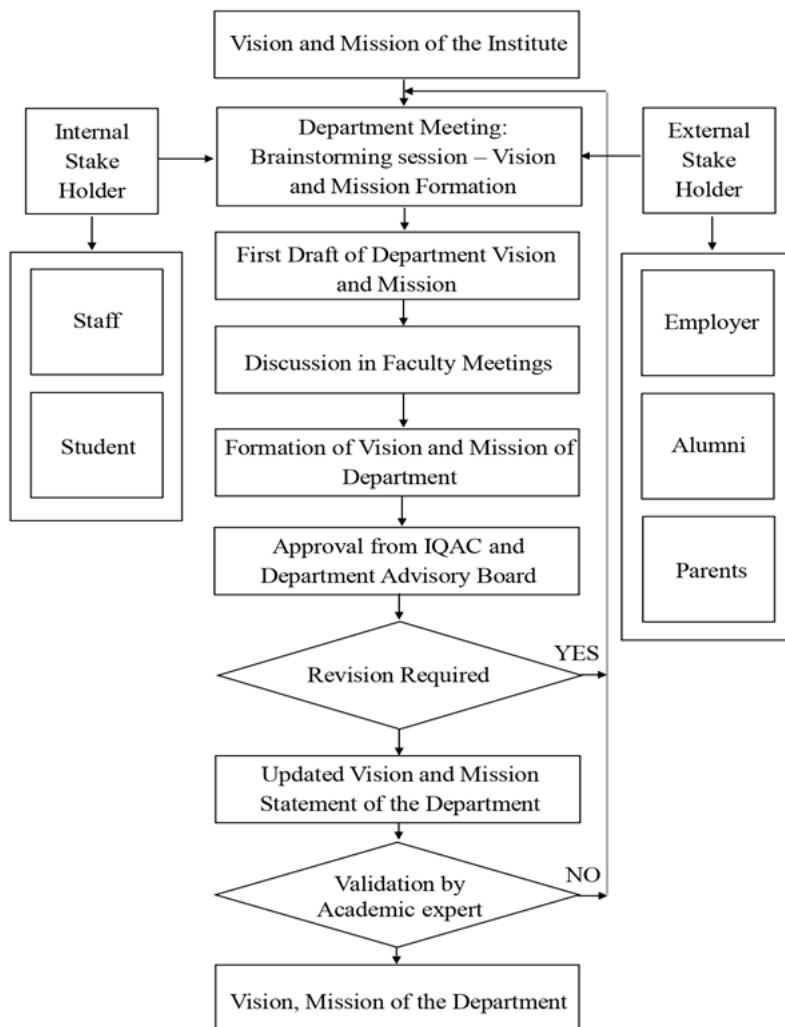 Vision and Mission of the Institute
Internal
Stake
Holder
Department Meeting:
Brainstorming session – Vision
and Mission Formation
External
Stake
Holder
First Draft of Department Vision
and Mission
Staff
Student
Employer
Alumni
Parents
Discussion in Faculty Meetings
Formation of Vision and Mission of
Department
Approval from IQAC and
Department Advisory Board
Revision Required
YES
Updated Vision and Mission
Statement of the Department
Validation by
Academic expert
NO
Vision, Mission of the Department